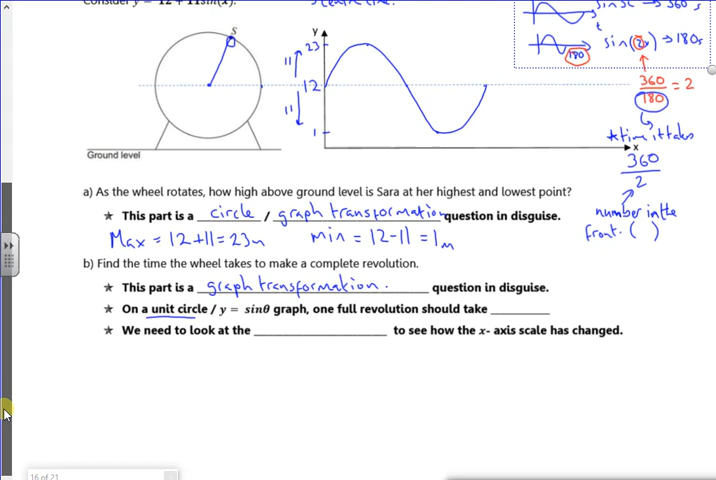 sin x → 360 s
S
y
23
11
12
11
1
x
t
180
sin(2x) → 180s
360
180
= 2
* time it takes
360
2
number in the
front. ( )
Ground level
a) As the wheel rotates, how high above ground level is Sara at her highest and lowest point?
★ This part is a circle / graph transformation question in disguise.
Max = 12+11 = 23m min = 12-11 = 1m
b) Find the time the wheel takes to make a complete revolution.
★ This part is a graph transformation. question in disguise.
★ On a unit circle / y = sinθ graph, one full revolution should take ________
★ We need to look at the ________________ to see how the x- axis scale has changed.
16 of 21